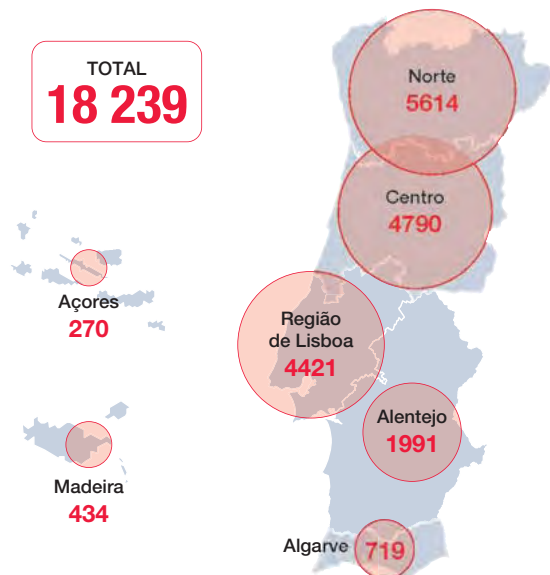 TOTAL
18 239
Norte
5614
Centro
4790
Açores
270
Região
de Lisboa
4421
Alentejo
1991
Madeira
434
Algarve
719